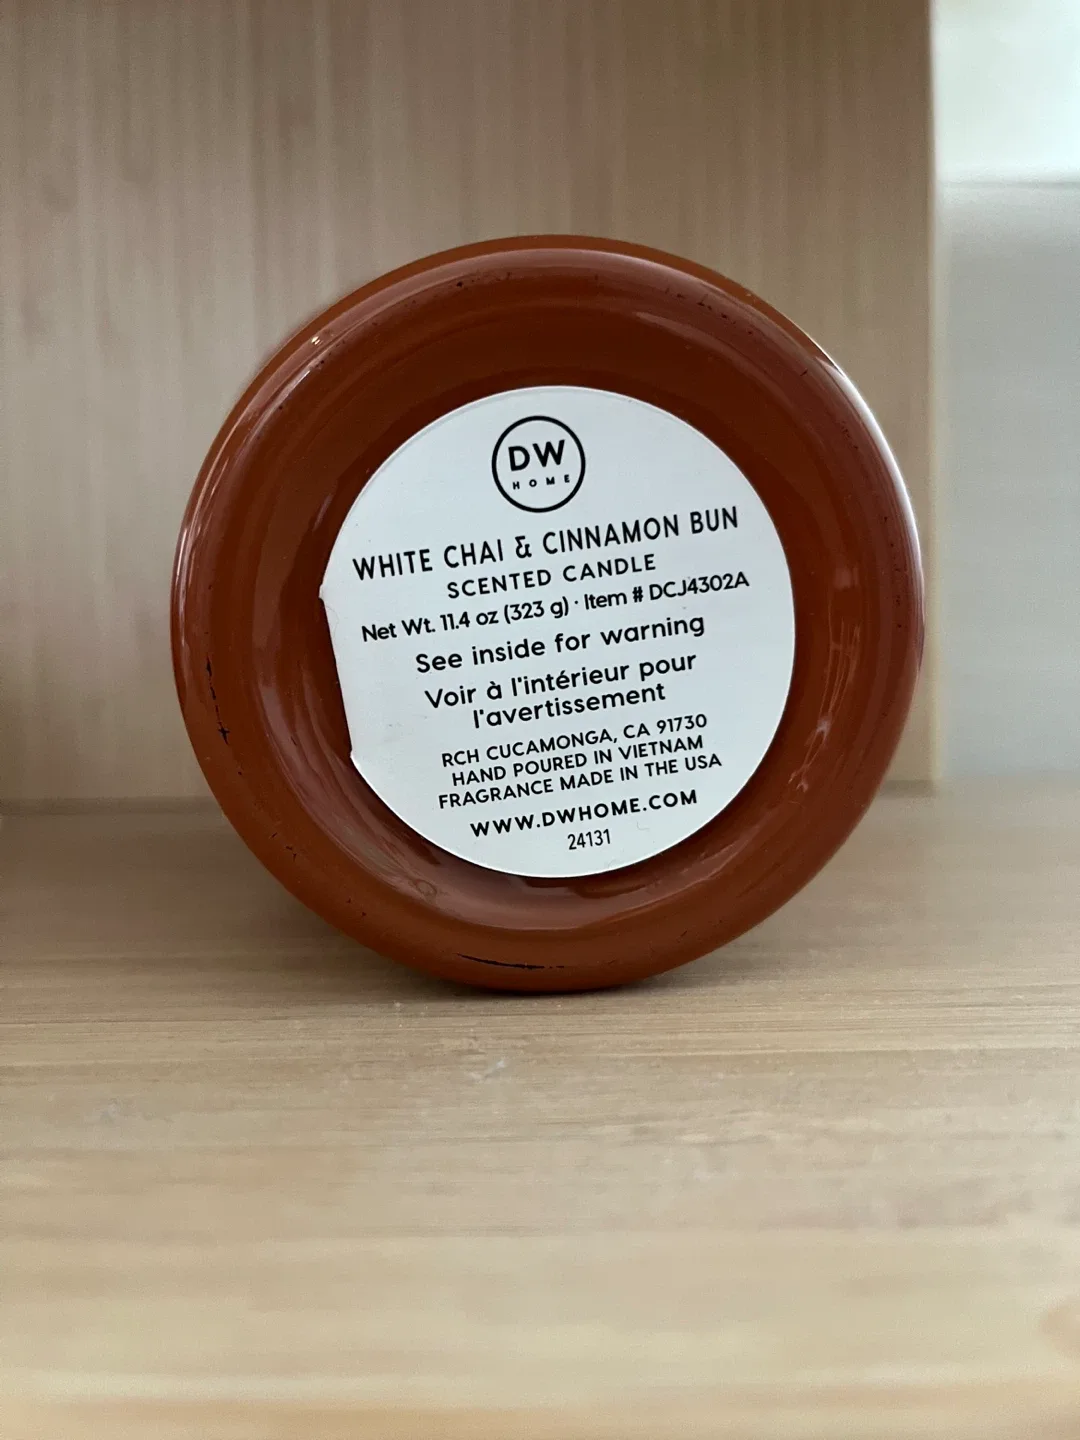 DW
HOME
WHITE CHAI & CINNAMON BUN
SCENTED CANDLE
Net Wt. 11.4 oz (323 g) · Item # DCJ4302A
See inside for warning
Voir à l'intérieur pour
l'avertissement
RCH CUCAMONGA, CA 91730
HAND POURED IN VIETNAM
FRAGRANCE MADE IN THE USA
WWW.DWHOME.COM
24131